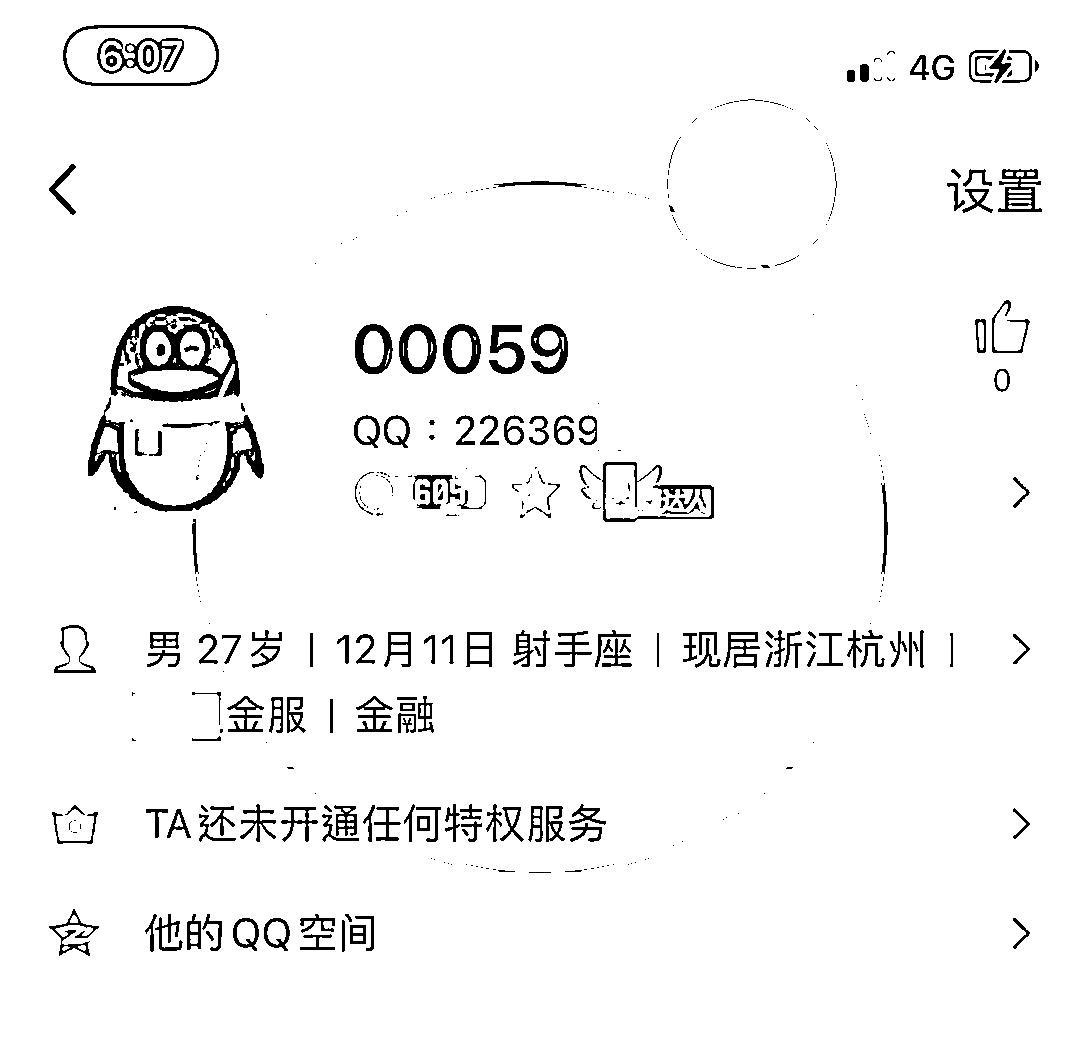 6:07
4G
设置
00059
0
QQ：226369
605 达人
男 27岁 | 12月11日 射手座 | 现居浙江杭州 |
金服 | 金融
TA还未开通任何特权服务
他的QQ空间